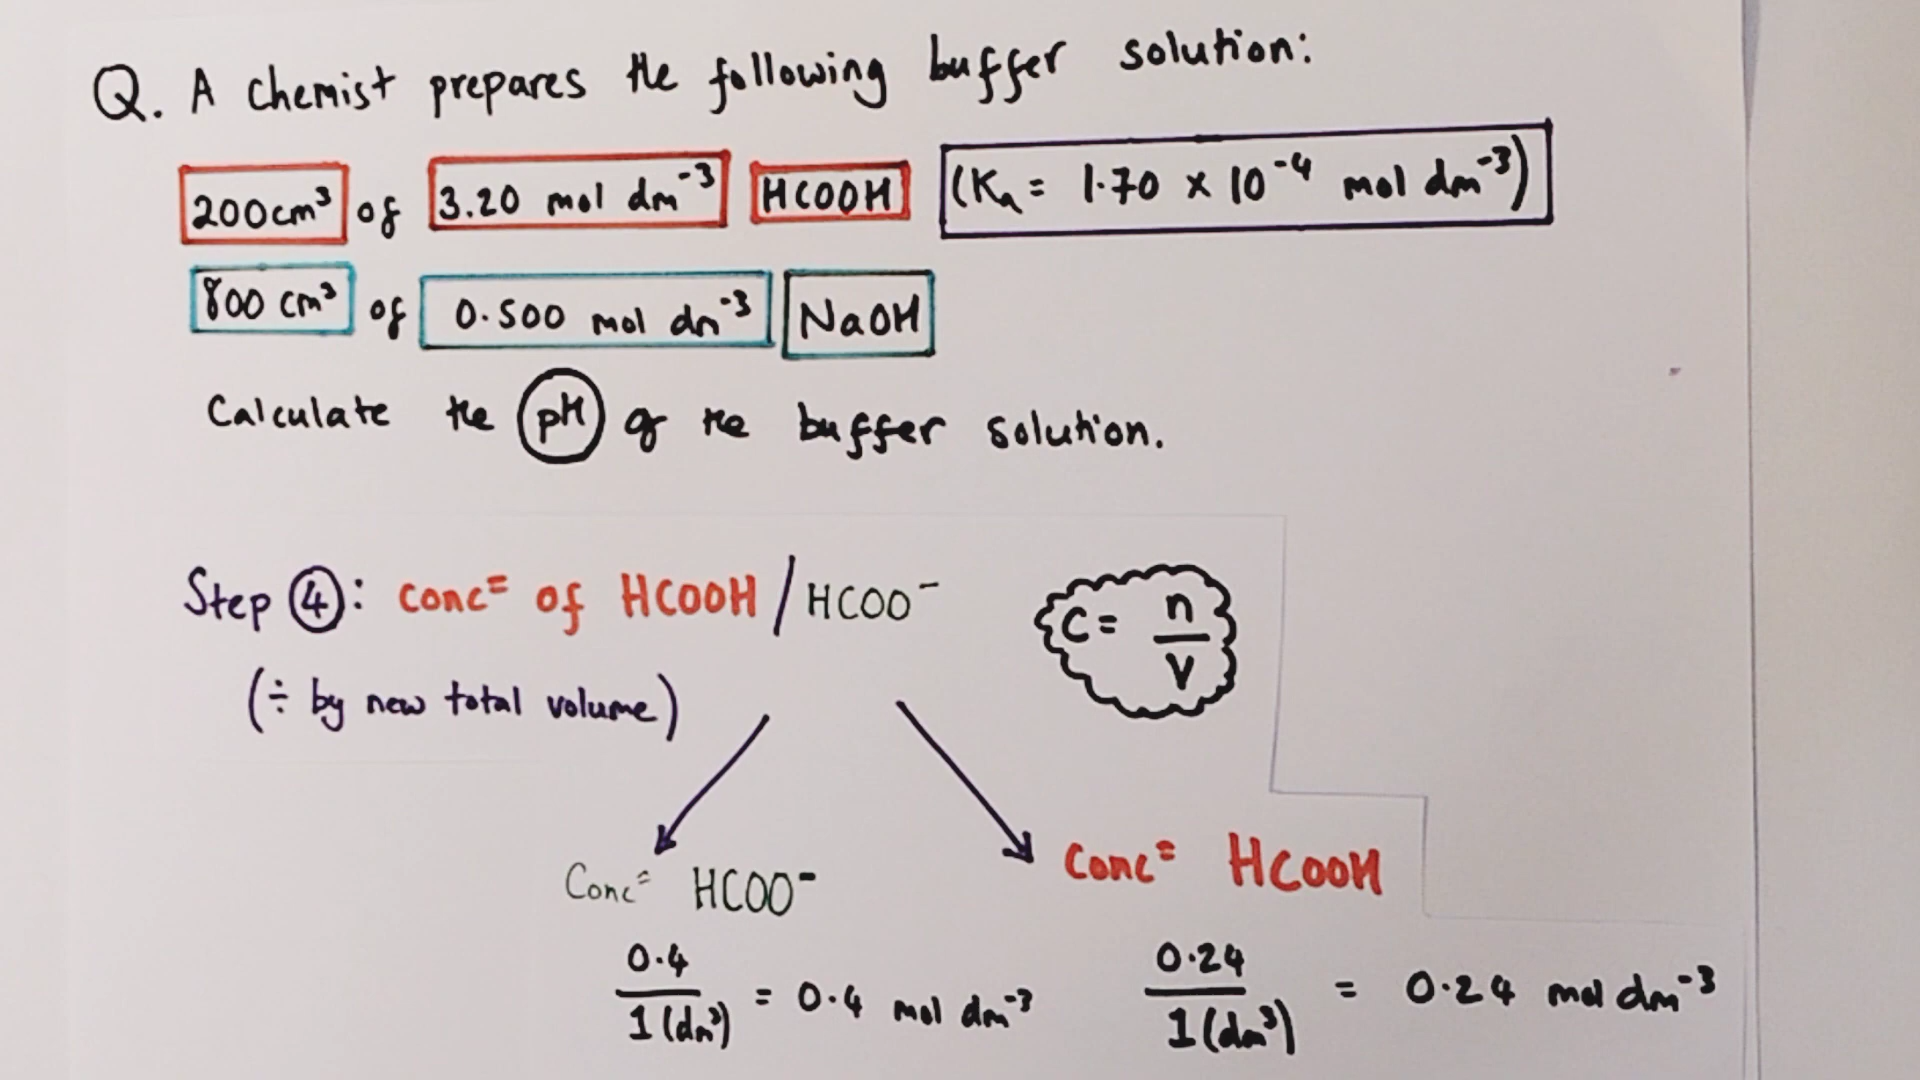 Q. A chemist prepares the following buffer solution:
200cm³ of 3.20 mol dm⁻³ HCOOH (Ka = 1.70 × 10⁻⁴ mol dm⁻³)
800 cm³ of 0.500 mol dm⁻³ NaOH
Calculate the pH of the buffer solution.
Step ④: conc⁼ of HCOOH / HCOO⁻
C = n/V
(÷ by new total volume)
Conc⁼ HCOO⁻
Conc⁼ HCOOH
0.4/1(dm³) = 0.4 mol dm⁻³
0.24/1(dm³) = 0.24 mol dm⁻³